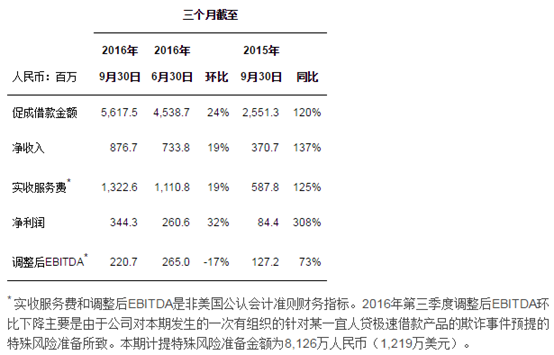 三个月截至
2016年 2016年 2015年
人民币：百万 9月30日 6月30日 环比 9月30日 同比
促成借款金额 5,617.5 4,538.7 24% 2,551.3 120%
净收入 876.7 733.8 19% 370.7 137%
实收服务费* 1,322.6 1,110.8 19% 587.8 125%
净利润 344.3 260.6 32% 84.4 308%
调整后EBITDA* 220.7 265.0 -17% 127.2 73%
*实收服务费和调整后EBITDA是非美国公认会计准则财务指标。2016年第三季度调整后EBITDA环
比下降主要是由于公司对本期发生的一次有组织的针对某一宜人贷极速借款产品的欺诈事件预提的
特殊风险准备所致。本期计提特殊风险准备金额为8,126万人民币（1,219万美元）。